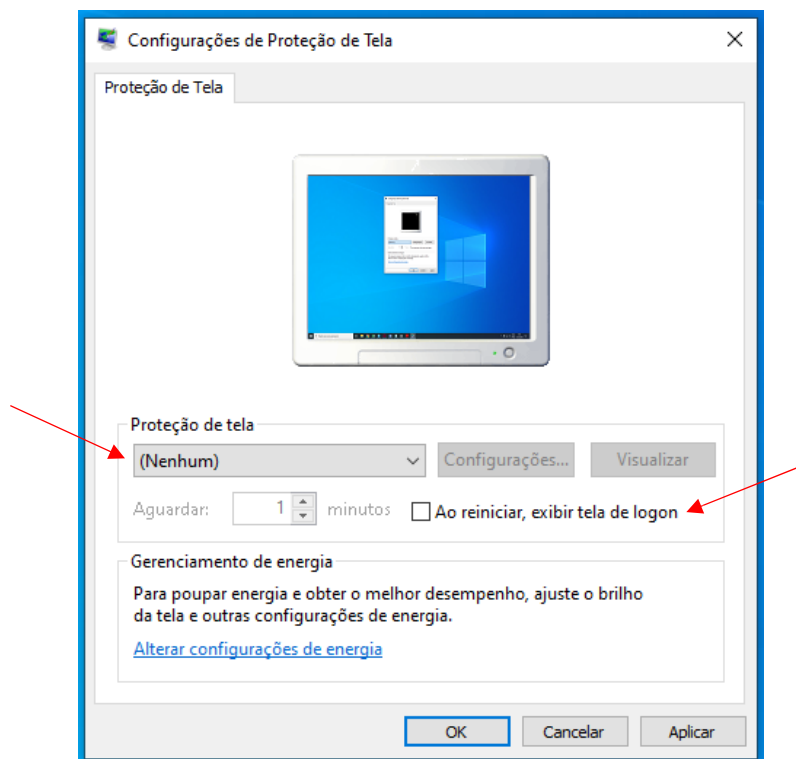 Configurações de Proteção de Tela
Proteção de Tela
Proteção de tela
(Nenhum)
Configurações...
Visualizar
Aguardar: 1 minutos Ao reiniciar, exibir tela de logon
Gerenciamento de energia
Para poupar energia e obter o melhor desempenho, ajuste o brilho
da tela e outras configurações de energia.
Alterar configurações de energia
OK Cancelar Aplicar